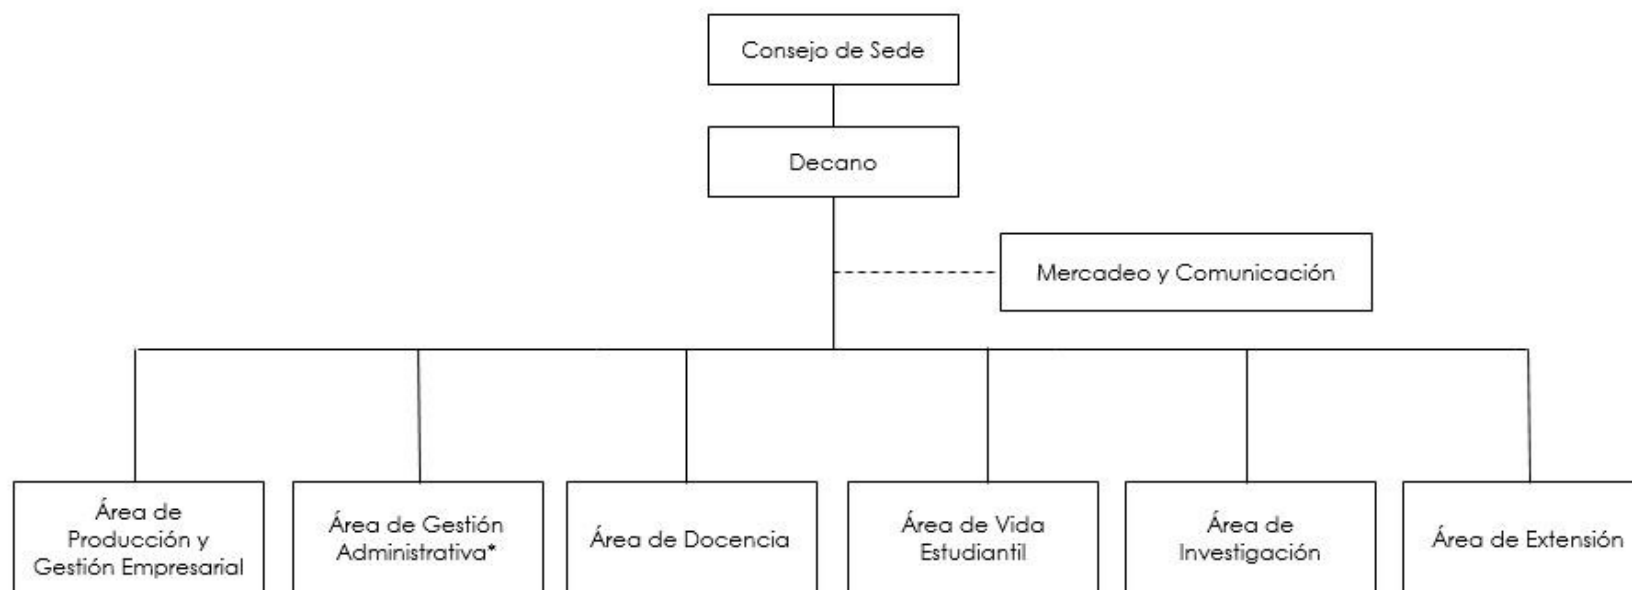 Consejo de Sede
Decano
Mercadeo y Comunicación
Área de
Producción y
Gestión Empresarial
Área de Gestión
Administrativa*
Área de Docencia
Área de Vida
Estudiantil
Área de
Investigación
Área de Extensión